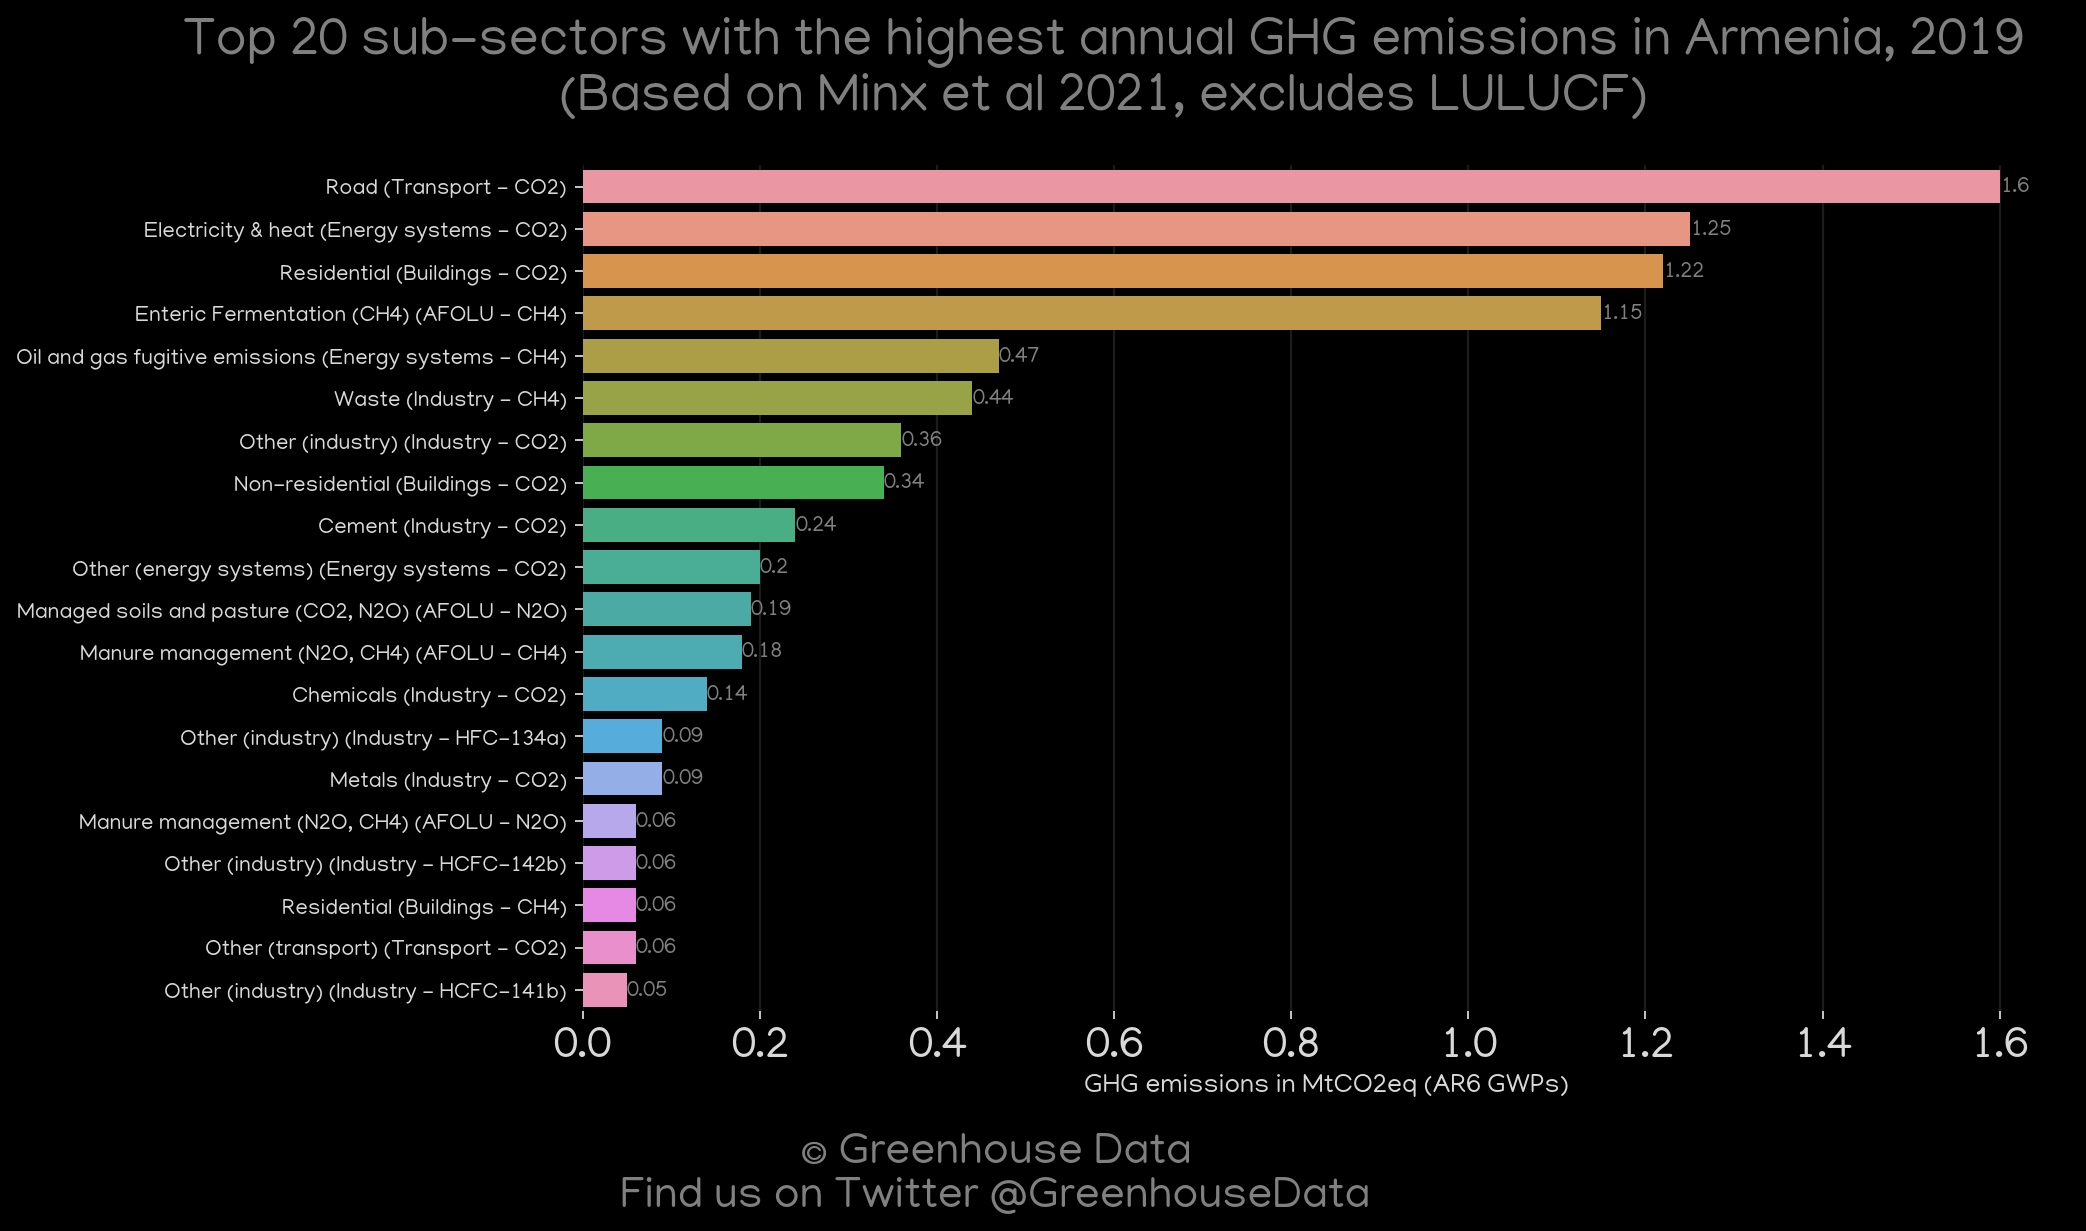 Top 20 sub-sectors with the highest annual GHG emissions in Armenia, 2019
(Based on Minx et al 2021, excludes LULUCF)
Road (Transport - CO2) 1.6
Electricity & heat (Energy systems - CO2) 1.25
Residential (Buildings - CO2) 1.22
Enteric Fermentation (CH4) (AFOLU - CH4) 1.15
Oil and gas fugitive emissions (Energy systems - CH4) 0.47
Waste (Industry - CH4) 0.44
Other (industry) (Industry - CO2) 0.36
Non-residential (Buildings - CO2) 0.34
Cement (Industry - CO2) 0.24
Other (energy systems) (Energy systems - CO2) 0.2
Managed soils and pasture (CO2, N2O) (AFOLU - N2O) 0.19
Manure management (N2O, CH4) (AFOLU - CH4) 0.18
Chemicals (Industry - CO2) 0.14
Other (industry) (Industry - HFC-134a) 0.09
Metals (Industry - CO2) 0.09
Manure management (N2O, CH4) (AFOLU - N2O) 0.06
Other (industry) (Industry - HCFC-142b) 0.06
Residential (Buildings - CH4) 0.06
Other (transport) (Transport - CO2) 0.06
Other (industry) (Industry - HCFC-141b) 0.05
0.0 0.2 0.4 0.6 0.8 1.0 1.2 1.4 1.6
GHG emissions in MtCO2eq (AR6 GWPs)
© Greenhouse Data
Find us on Twitter @GreenhouseData